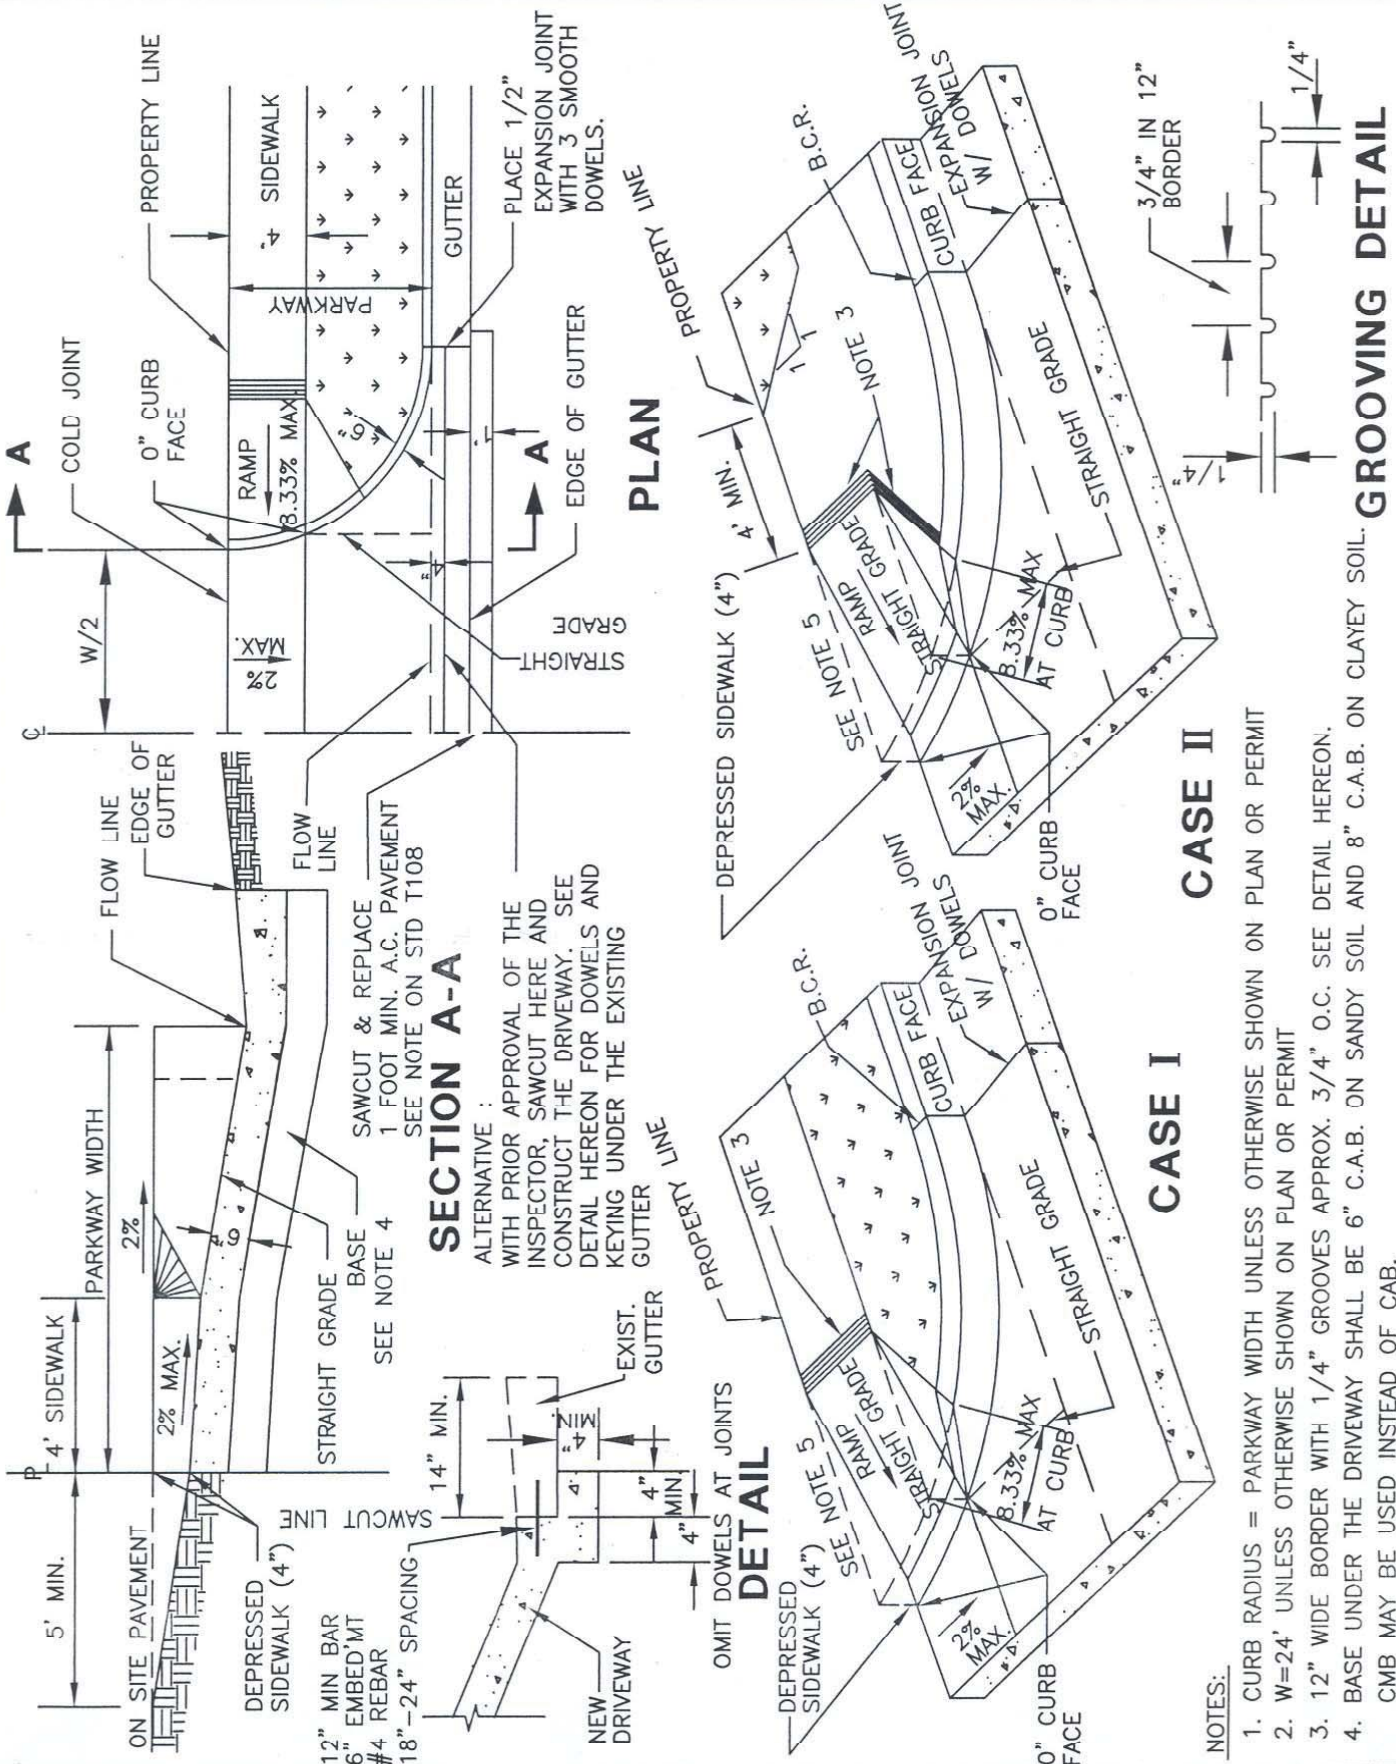 5' MIN.
4' SIDEWALK
PARKWAY WIDTH
2%
ON SITE PAVEMENT
2% MAX.
6"
FLOW LINE
EDGE OF
GUTTER
DEPRESSED
SIDEWALK (4")
STRAIGHT GRADE
BASE
SEE NOTE 4
SECTION A-A
SAWCUT & REPLACE
1 FOOT MIN. A.C. PAVEMENT
SEE NOTE ON STD T108
ALTERNATIVE :
WITH PRIOR APPROVAL OF THE
INSPECTOR, SAWCUT HERE AND
CONSTRUCT THE DRIVEWAY. SEE
DETAIL HEREON FOR DOWELS AND
KEYING UNDER THE EXISTING
GUTTER
A
COLD JOINT
0" CURB
FACE
PROPERTY LINE
W/2
RAMP
8.33% MAX.
4'
SIDEWALK
PARKWAY
2%
MAX.
6"
4"
1'
GUTTER
FLOW
LINE
STRAIGHT
GRADE
A
EDGE OF GUTTER
PLACE 1/2"
EXPANSION JOINT
WITH 3 SMOOTH
DOWELS.
PLAN
12" MIN BAR
6" EMBED'MT
#4 REBAR
18"-24" SPACING
SAWCUT LINE
14" MIN.
EXIST.
GUTTER
4"
MIN.
4"
4"
MIN.
NEW
DRIVEWAY
OMIT DOWELS AT JOINTS
DETAIL
DEPRESSED
SIDEWALK (4")
SEE NOTE 5
RAMP
STRAIGHT GRADE
PROPERTY LINE
NOTE 3
B.C.R.
CURB FACE
EXPANSION JOINT
W/ DOWELS
STRAIGHT GRADE
8.33% MAX
AT CURB
2%
MAX.
0" CURB
FACE
CASE I
DEPRESSED SIDEWALK (4")
SEE NOTE 5
RAMP
STRAIGHT GRADE
4' MIN.
PROPERTY LINE
1
1
NOTE 3
B.C.R.
CURB FACE
EXPANSION JOINT
W/ DOWELS
STRAIGHT GRADE
8.33% MAX
AT CURB
2%
MAX.
0" CURB
FACE
CASE II
3/4" IN 12"
BORDER
1/4"
1/4"
GROOVING DETAIL
NOTES:
1. CURB RADIUS = PARKWAY WIDTH UNLESS OTHERWISE SHOWN ON PLAN OR PERMIT
2. W=24' UNLESS OTHERWISE SHOWN ON PLAN OR PERMIT
3. 12" WIDE BORDER WITH 1/4" GROOVES APPROX. 3/4" O.C. SEE DETAIL HEREON.
4. BASE UNDER THE DRIVEWAY SHALL BE 6" C.A.B. ON SANDY SOIL AND 8" C.A.B. ON CLAYEY SOIL.
CMB MAY BE USED INSTEAD OF CAB.